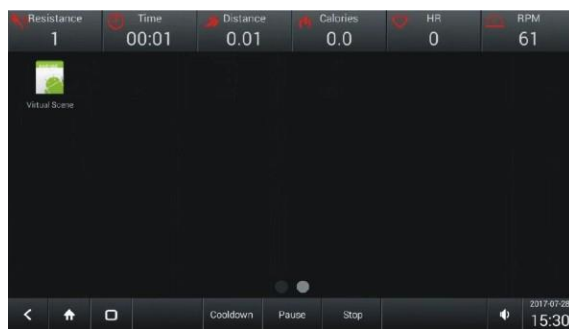 Resistance
1
Time
00:01
Distance
0.01
Calories
0.0
HR
0
RPM
61
Virtual Scene
Cooldown
Pause
Stop
2017-07-28
15:30